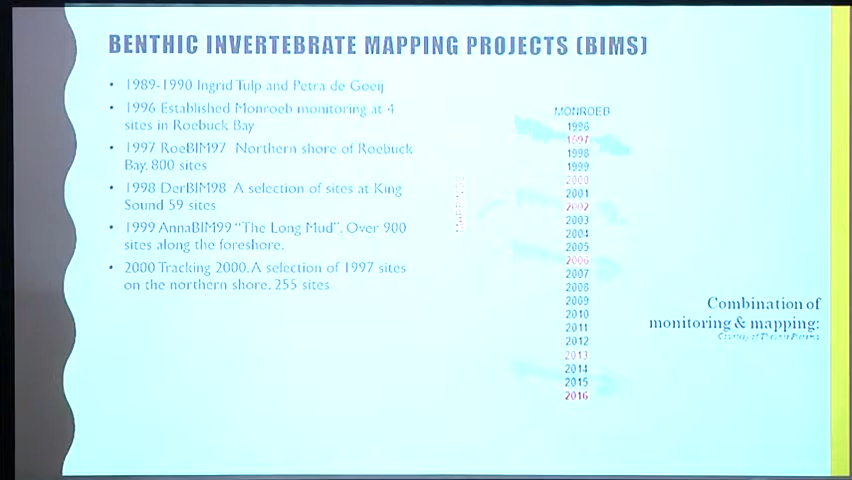 BENTHIC INVERTEBRATE MAPPING PROJECTS (BIMS)
• 1989-1990 Ingrid Tulp and Petra de Goeij
• 1996 Established Monroeb monitoring at 4
sites in Roebuck Bay
• 1997 RoeBIM97 Northern shore of Roebuck
Bay. 800 sites
• 1998 DerBIM98 A selection of sites at King
Sound 59 sites
• 1999 AnnaBIM99 "The Long Mud". Over 900
sites along the foreshore.
• 2000 Tracking 2000. A selection of 1997 sites
on the northern shore. 255 sites
MONROEB
1996
1997
1998
1999
2000
2001
2002
2003
2004
2005
2006
2007
2008
2009
2010
2011
2012
2013
2014
2015
2016
Combination of
monitoring & mapping:
Courtesy of